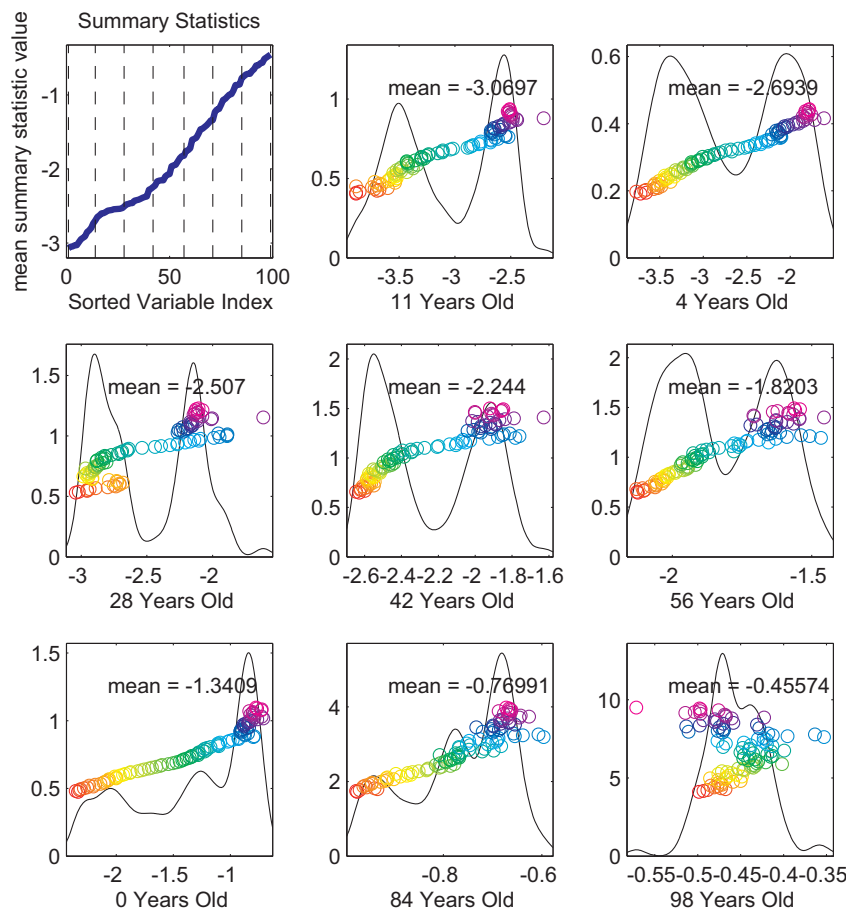 Summary Statistics
mean summary statistic value
-1
-2
-3
0 50 100
Sorted Variable Index
mean = -3.0697
1
0.5
0
-3.5 -3 -2.5
11 Years Old
mean = -2.6939
0.6
0.4
0.2
0
-3.5 -3 -2.5 -2
4 Years Old
mean = -2.507
1.5
1
0.5
0
-3 -2.5 -2
28 Years Old
mean = -2.244
2
1.5
1
0.5
0
-2.6 -2.4 -2.2 -2 -1.8 -1.6
42 Years Old
mean = -1.8203
2
1.5
1
0.5
0
-2 -1.5
56 Years Old
mean = -1.3409
1.5
1
0.5
0
-2 -1
0 Years Old
mean = -0.76991
4
2
0
-0.8 -0.6
84 Years Old
mean = -0.45574
10
5
0
-0.55 -0.5 -0.45 -0.4 -0.35
98 Years Old